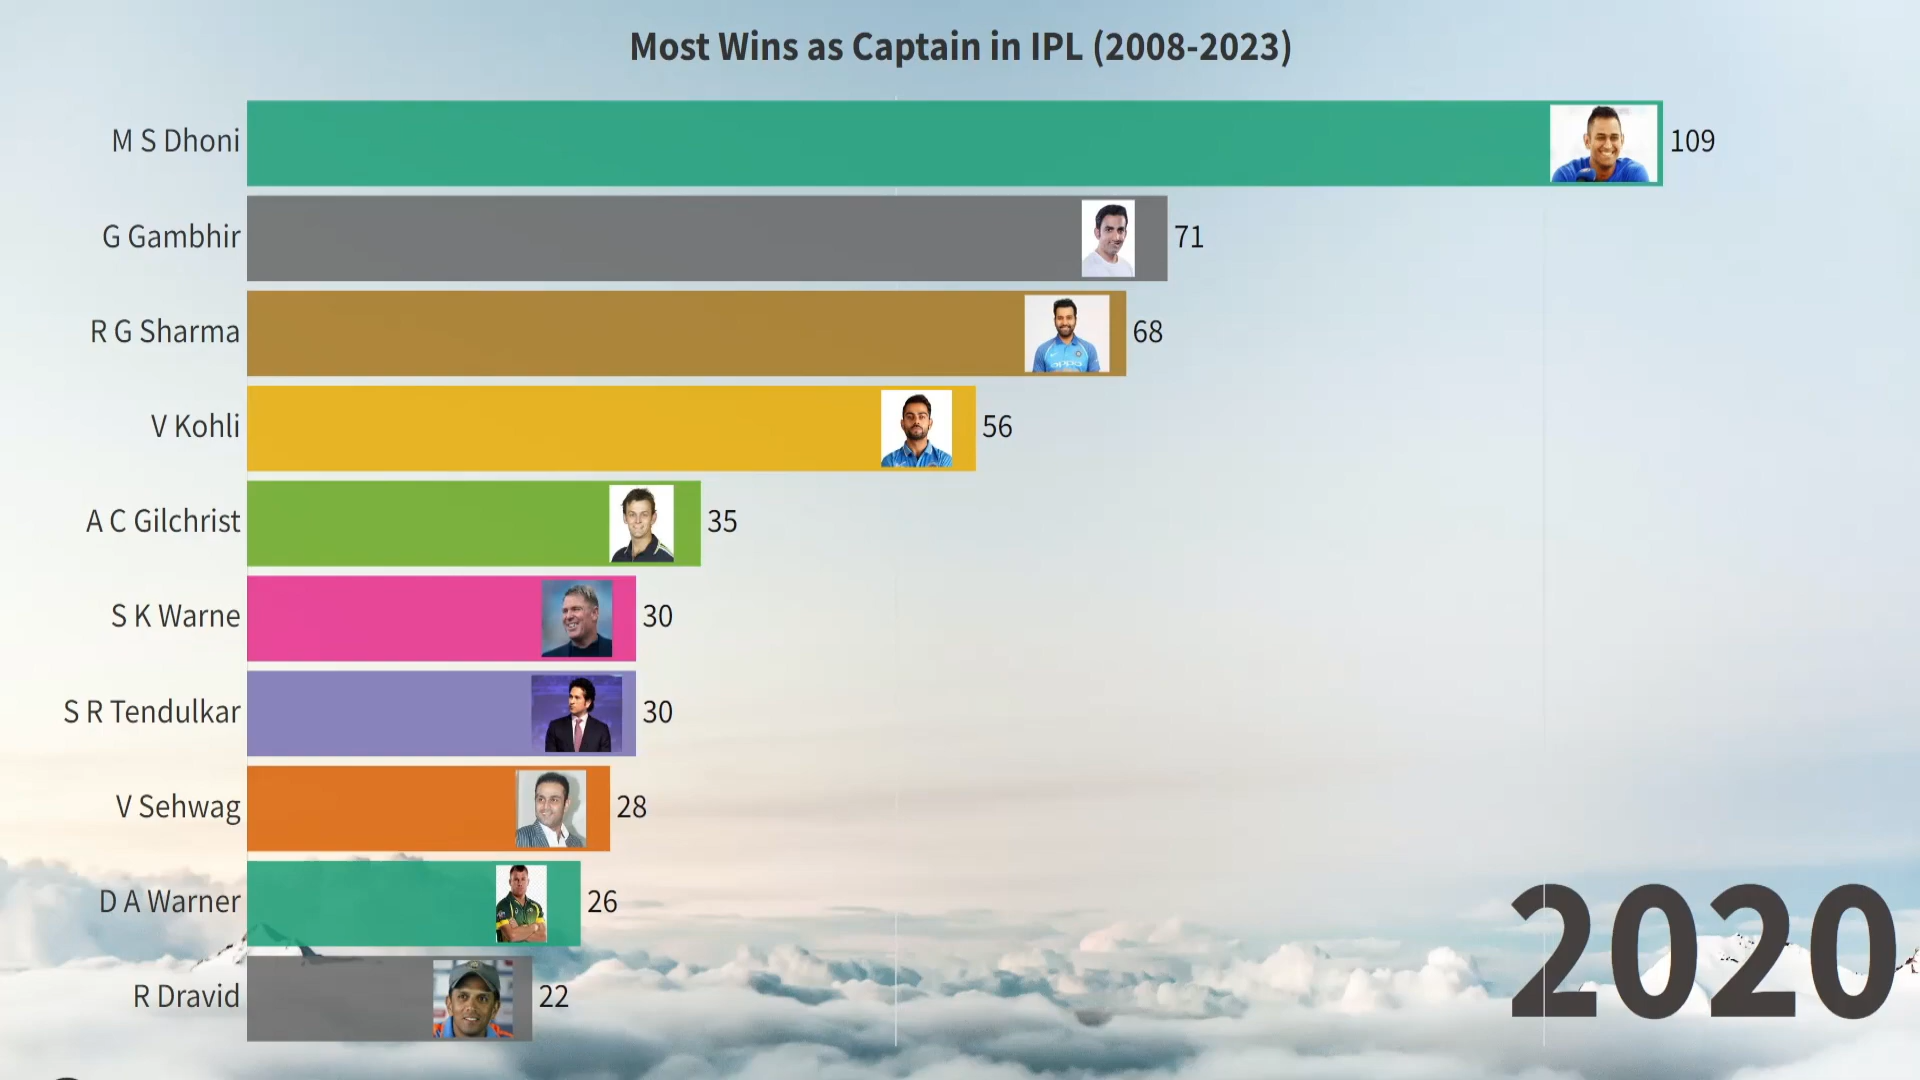 Most Wins as Captain in IPL (2008-2023)
M S Dhoni 109
G Gambhir 71
R G Sharma 68
V Kohli 56
A C Gilchrist 35
S K Warne 30
S R Tendulkar 30
V Sehwag 28
D A Warner 26
R Dravid 22
2020